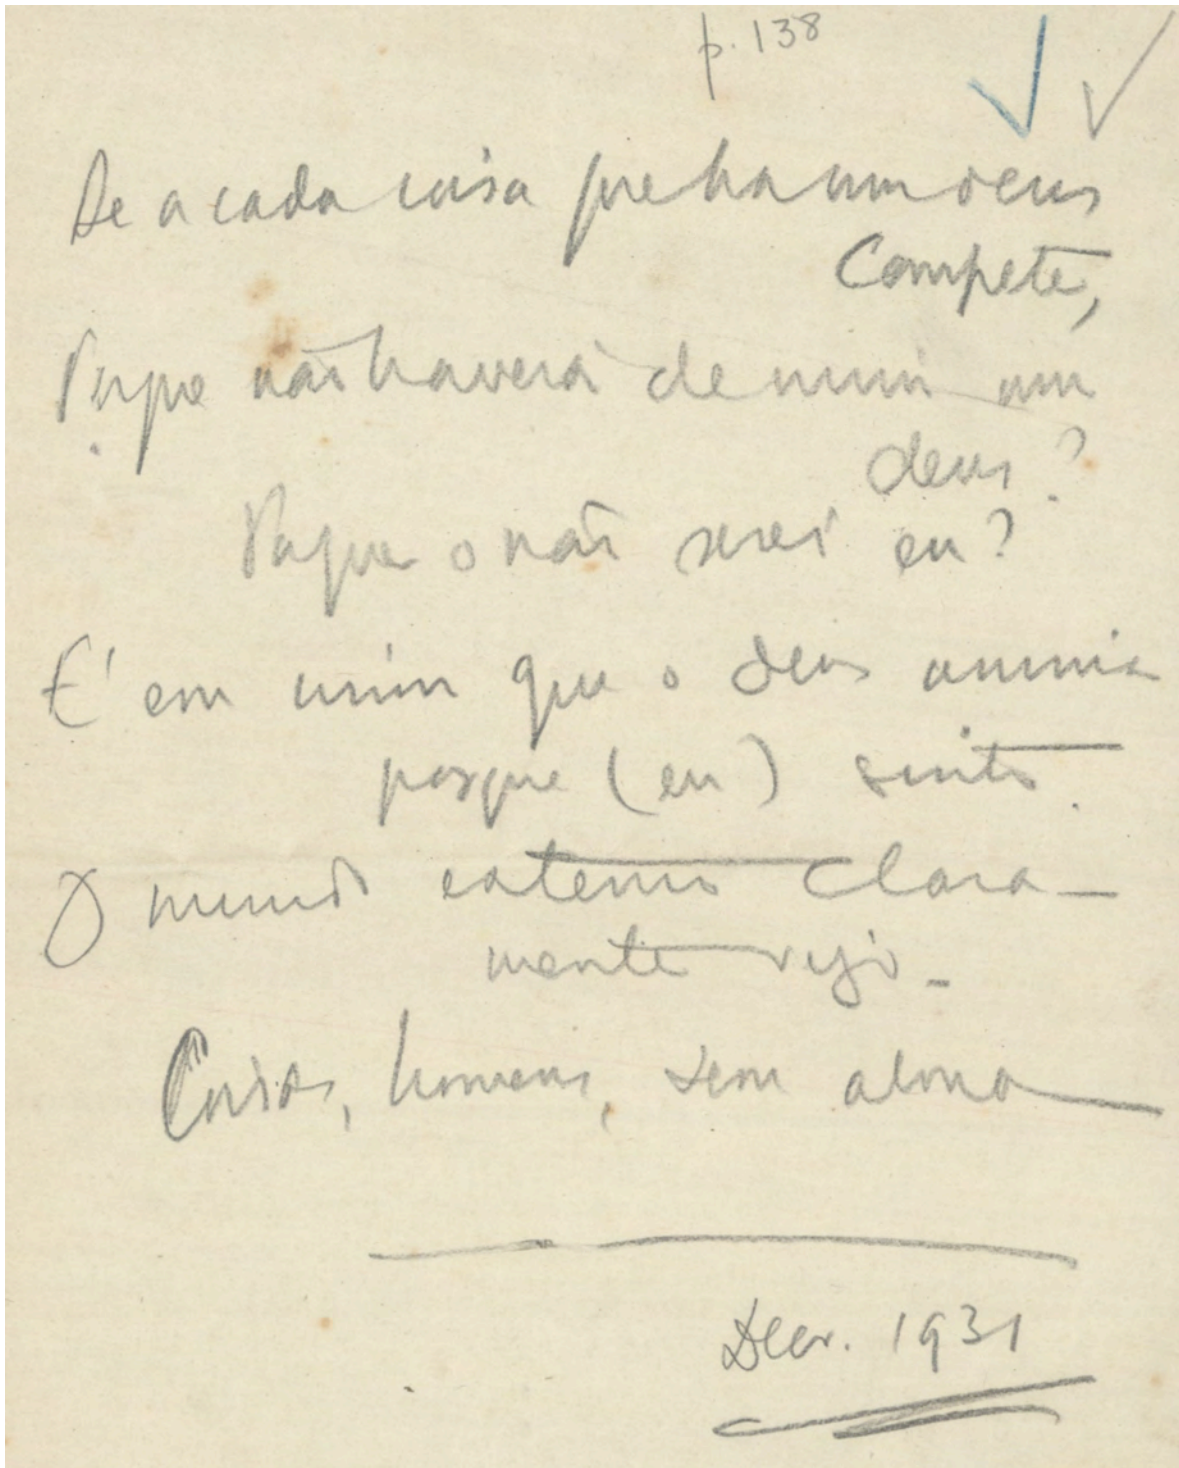 p. 138
Se a cada coisa que ha um deus
Compete,
Porque não haverá de mim um
deus?
Porque o não serei eu?
É em mim que o deus anima
porque (eu) sinto.
O mundo externo clara-
mente vejo -
Coisas, homens, sem alma
Dez. 1931